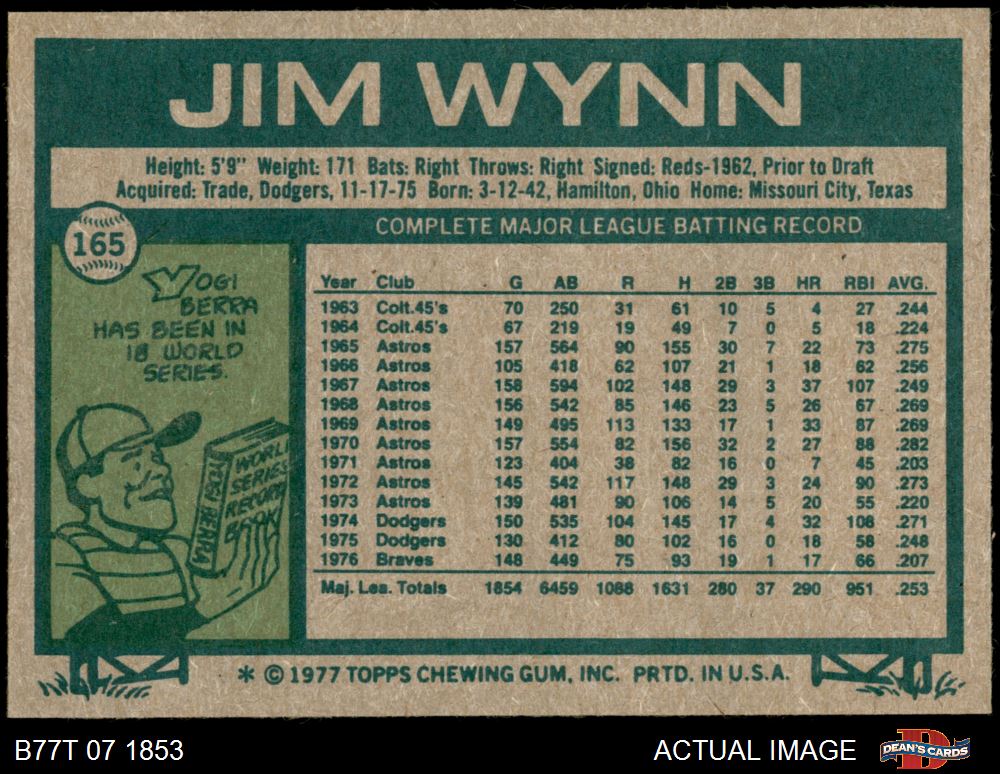 JIM WYNN
Height: 5'9" Weight: 171 Bats: Right Throws: Right Signed: Reds-1962, Prior to Draft
Acquired: Trade, Dodgers, 11-17-75 Born: 3-12-42, Hamilton, Ohio Home: Missouri City, Texas
165
COMPLETE MAJOR LEAGUE BATTING RECORD
YOGI
BERRA
HAS BEEN IN
18 WORLD
SERIES.
YOGI BERRA
WORLD
SERIES
RECORD
BOOK
Year Club G AB R H 2B 3B HR RBI AVG.
1963 Colt.45's 70 250 31 61 10 5 4 27 .244
1964 Colt.45's 67 219 19 49 7 0 5 18 .224
1965 Astros 157 564 90 155 30 7 22 73 .275
1966 Astros 105 418 62 107 21 1 18 62 .256
1967 Astros 158 594 102 148 29 3 37 107 .249
1968 Astros 156 542 85 146 23 5 26 67 .269
1969 Astros 149 495 113 133 17 1 33 87 .269
1970 Astros 157 554 82 156 32 2 27 88 .282
1971 Astros 123 404 38 82 16 0 7 45 .203
1972 Astros 145 542 117 148 29 3 24 90 .273
1973 Astros 139 481 90 106 14 5 20 55 .220
1974 Dodgers 150 535 104 145 17 4 32 108 .271
1975 Dodgers 130 412 80 102 16 0 18 58 .248
1976 Braves 148 449 75 93 19 1 17 66 .207
Maj. Lea. Totals 1854 6459 1088 1631 280 37 290 951 .253
* © 1977 TOPPS CHEWING GUM, INC. PRTD. IN U.S.A.
B77T 07 1853
ACTUAL IMAGE
DEAN'S CARDS